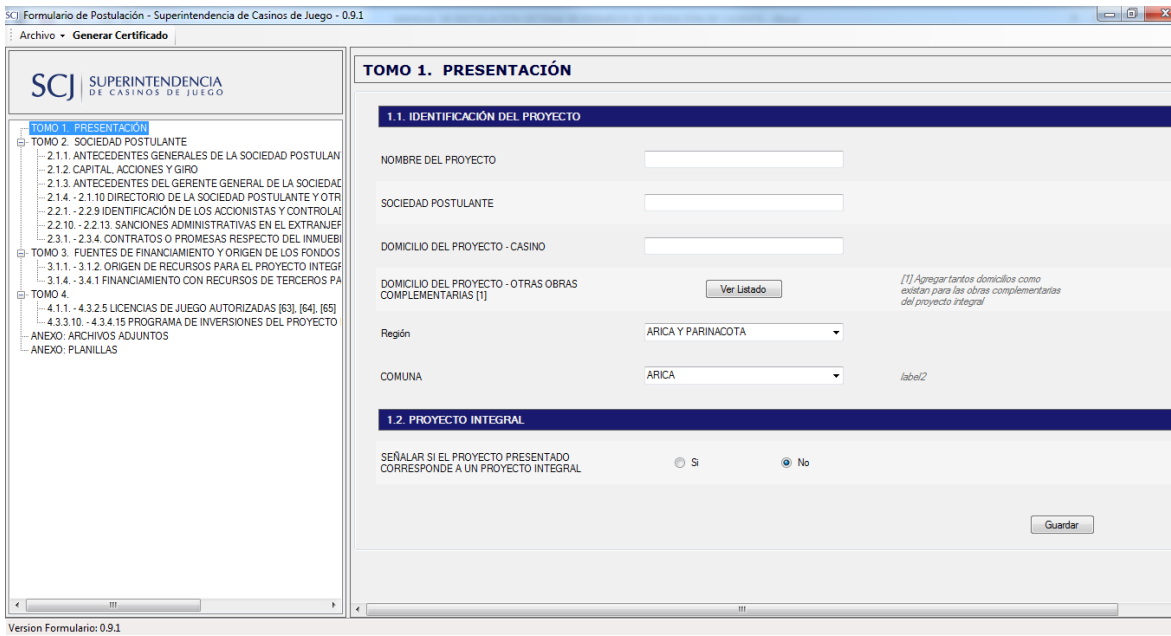 SCJ Formulario de Postulación - Superintendencia de Casinos de Juego - 0.9.1
Archivo Generar Certificado
SCJ SUPERINTENDENCIA
DE CASINOS DE JUEGO
TOMO 1. PRESENTACIÓN
TOMO 2. SOCIEDAD POSTULANTE
2.1.1. ANTECEDENTES GENERALES DE LA SOCIEDAD POSTULAN
2.1.2. CAPITAL, ACCIONES Y GIRO
2.1.3. ANTECEDENTES DEL GERENTE GENERAL DE LA SOCIEDAD
2.1.4. - 2.1.10 DIRECTORIO DE LA SOCIEDAD POSTULANTE Y OTR
2.2.1. - 2.2.9 IDENTIFICACIÓN DE LOS ACCIONISTAS Y CONTROLAD
2.2.10. - 2.2.13. SANCIONES ADMINISTRATIVAS EN EL EXTRANJER
2.3.1. - 2.3.4. CONTRATOS O PROMESAS RESPECTO DEL INMUEBI
TOMO 3. FUENTES DE FINANCIAMIENTO Y ORIGEN DE LOS FONDOS
3.1.1. - 3.1.2. ORIGEN DE RECURSOS PARA EL PROYECTO INTEGR
3.1.4. - 3.4.1 FINANCIAMIENTO CON RECURSOS DE TERCEROS PA
TOMO 4.
4.1.1. - 4.3.2.5 LICENCIAS DE JUEGO AUTORIZADAS [63], [64], [65]
4.3.3.10. - 4.3.4.15 PROGRAMA DE INVERSIONES DEL PROYECTO
ANEXO: ARCHIVOS ADJUNTOS
ANEXO: PLANILLAS
TOMO 1. PRESENTACIÓN
1.1. IDENTIFICACIÓN DEL PROYECTO
NOMBRE DEL PROYECTO
SOCIEDAD POSTULANTE
DOMICILIO DEL PROYECTO - CASINO
DOMICILIO DEL PROYECTO - OTRAS OBRAS
COMPLEMENTARIAS [1]
Ver Listado
[1] Agregar tantos domicilios como
existan para las obras complementarias
del proyecto integral
Región
ARICA Y PARINACOTA
COMUNA
ARICA
label2
1.2. PROYECTO INTEGRAL
SEÑALAR SI EL PROYECTO PRESENTADO
CORRESPONDE A UN PROYECTO INTEGRAL
Si
No
Guardar
Version Formulario: 0.9.1